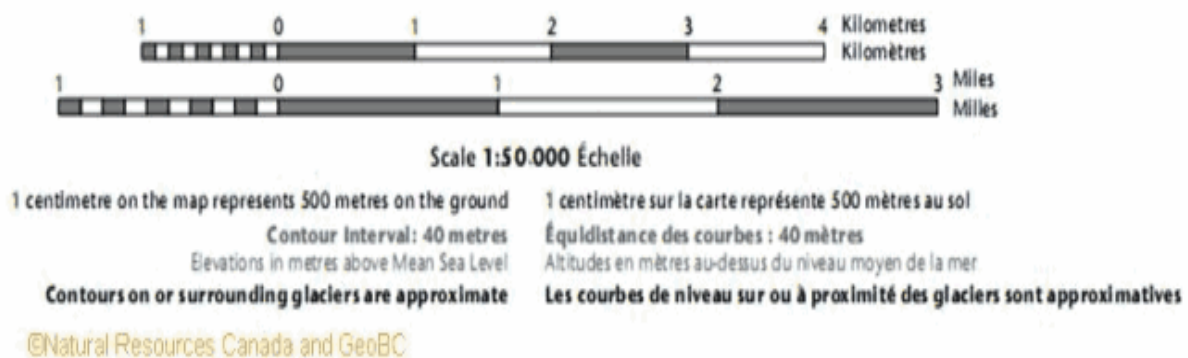 1 0 1 2 3 4 Kilometres
Kilomètres
1 0 1 2 3 Miles
Milles
Scale 1:50.000 Échelle
1 centimetre on the map represents 500 metres on the ground
1 centimètre sur la carte représente 500 mètres au sol
Contour Interval: 40 metres
Équidistance des courbes : 40 mètres
Elevations in metres above Mean Sea Level
Altitudes en mètres au-dessus du niveau moyen de la mer
Contours on or surrounding glaciers are approximate
Les courbes de niveau sur ou à proximité des glaciers sont approximatives
©Natural Resources Canada and GeoBC